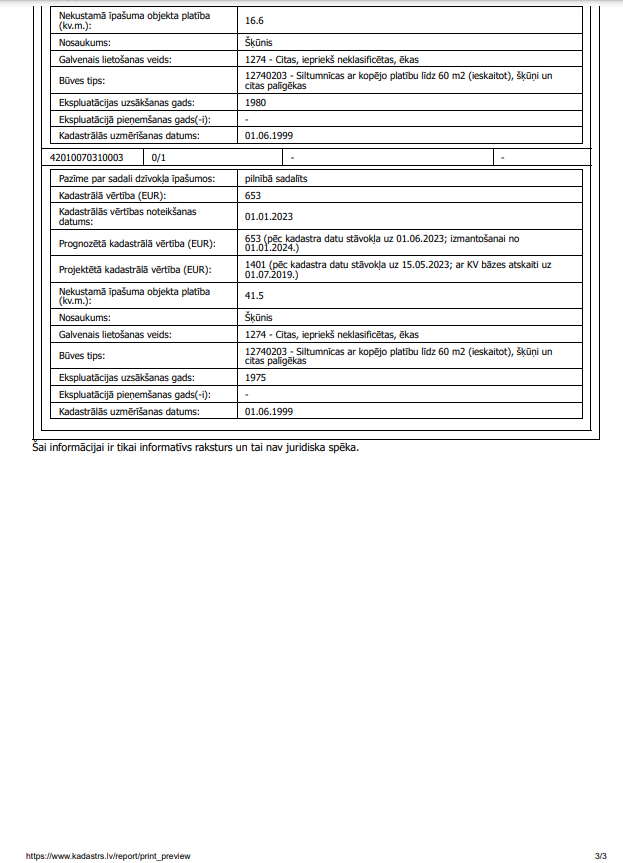 Nekustamā īpašuma objekta platība
(kv.m.): 16.6
Nosaukums: Šķūnis
Galvenais lietošanas veids: 1274 - Citas, iepriekš neklasificētas, ēkas
Būves tips: 12740203 - Siltumnīcas ar kopējo platību līdz 60 m2 (ieskaitot), šķūņi un
citas palīgēkas
Ekspluatācijas uzsākšanas gads: 1980
Ekspluatācijā pieņemšanas gads(-i): -
Kadastrālās uzmērīšanas datums: 01.06.1999
42010070310003 0/1 - -
Pazīme par sadali dzīvokļa īpašumos: pilnībā sadalīts
Kadastrālā vērtība (EUR): 653
Kadastrālās vērtības noteikšanas
datums: 01.01.2023
Prognozētā kadastrālā vērtība (EUR): 653 (pēc kadastra datu stāvokļa uz 01.06.2023; izmantošanai no
01.01.2024.)
Projektētā kadastrālā vērtība (EUR): 1401 (pēc kadastra datu stāvokļa uz 15.05.2023; ar KV bāzes atskaiti uz
01.07.2019.)
Nekustamā īpašuma objekta platība
(kv.m.): 41.5
Nosaukums: Šķūnis
Galvenais lietošanas veids: 1274 - Citas, iepriekš neklasificētas, ēkas
Būves tips: 12740203 - Siltumnīcas ar kopējo platību līdz 60 m2 (ieskaitot), šķūņi un
citas palīgēkas
Ekspluatācijas uzsākšanas gads: 1975
Ekspluatācijā pieņemšanas gads(-i): -
Kadastrālās uzmērīšanas datums: 01.06.1999
Šai informācijai ir tikai informatīvs raksturs un tai nav juridiska spēka.
https://www.kadastrs.lv/report/print_preview 3/3